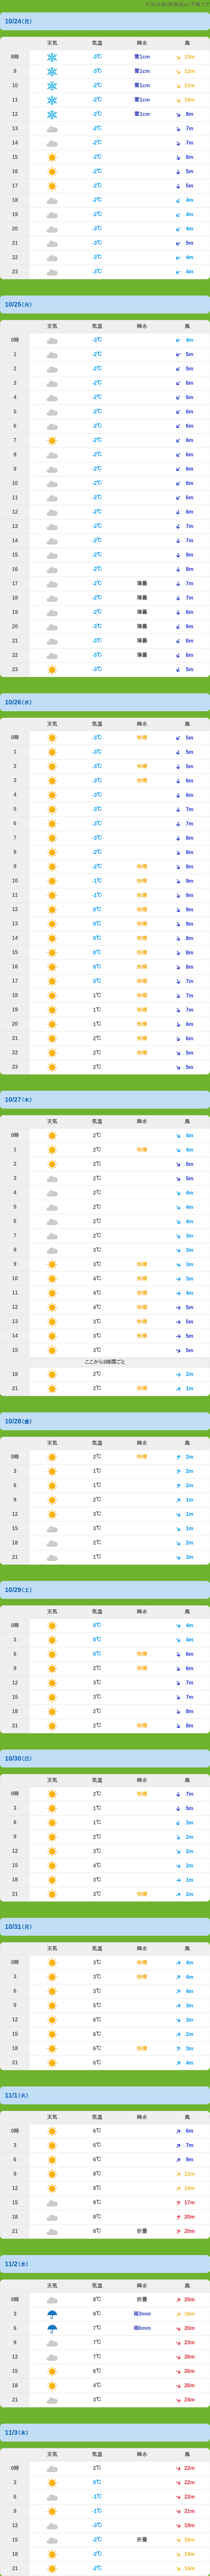 ※茶臼岳(那須岳)の予報です
10/24(月)
天気 気温 降水 風
8時 -3℃ 雪1cm 13m
9 -3℃ 雪1cm 12m
10 -2℃ 雪1cm 11m
11 -2℃ 雪1cm 10m
12 -2℃ 雪1cm 8m
13 -2℃ 7m
14 -2℃ 7m
15 -2℃ 6m
16 -2℃ 5m
17 -2℃ 5m
18 -2℃ 4m
19 -2℃ 4m
20 -2℃ 4m
21 -3℃ 5m
22 -3℃ 4m
23 -3℃ 4m
10/25(火)
天気 気温 降水 風
0時 -3℃ 4m
1 -2℃ 5m
2 -2℃ 5m
3 -2℃ 6m
4 -2℃ 6m
5 -2℃ 6m
6 -2℃ 6m
7 -2℃ 6m
8 -2℃ 6m
9 -2℃ 6m
10 -2℃ 6m
11 -2℃ 6m
12 -2℃ 6m
13 -2℃ 7m
14 -2℃ 7m
15 -2℃ 9m
16 -2℃ 8m
17 -2℃ 薄曇 7m
18 -2℃ 薄曇 7m
19 -2℃ 薄曇 6m
20 -3℃ 薄曇 6m
21 -3℃ 薄曇 6m
22 -3℃ 薄曇 6m
23 -3℃ 5m
10/26(水)
天気 気温 降水 風
0時 -3℃ 快晴 5m
1 -3℃ 5m
2 -3℃ 快晴 5m
3 -3℃ 快晴 6m
4 -3℃ 6m
5 -3℃ 7m
6 -3℃ 7m
7 -3℃ 8m
8 -2℃ 8m
9 -2℃ 快晴 9m
10 -1℃ 快晴 9m
11 -1℃ 快晴 9m
12 0℃ 快晴 9m
13 0℃ 快晴 9m
14 0℃ 快晴 8m
15 0℃ 快晴 8m
16 0℃ 快晴 8m
17 0℃ 快晴 7m
18 1℃ 快晴 7m
19 1℃ 快晴 7m
20 1℃ 快晴 6m
21 2℃ 快晴 6m
22 2℃ 快晴 5m
23 2℃ 快晴 5m
10/27(木)
天気 気温 降水 風
0時 2℃ 4m
1 2℃ 快晴 4m
2 2℃ 5m
3 2℃ 5m
4 2℃ 4m
5 2℃ 4m
6 2℃ 4m
7 2℃ 3m
8 3℃ 3m
9 3℃ 快晴 3m
10 4℃ 快晴 3m
11 4℃ 快晴 4m
12 4℃ 快晴 5m
13 3℃ 快晴 5m
14 3℃ 快晴 5m
15 3℃ 5m
ここから3時間ごと
18 2℃ 2m
21 2℃ 快晴 1m
10/28(金)
天気 気温 降水 風
0時 2℃ 快晴 2m
3 1℃ 2m
6 1℃ 2m
9 2℃ 1m
12 3℃ 1m
15 3℃ 1m
18 2℃ 2m
21 1℃ 3m
10/29(土)
天気 気温 降水 風
0時 0℃ 4m
3 0℃ 4m
6 0℃ 快晴 6m
9 2℃ 快晴 6m
12 3℃ 7m
15 3℃ 7m
18 2℃ 8m
21 2℃ 快晴 8m
10/30(日)
天気 気温 降水 風
0時 2℃ 快晴 7m
3 1℃ 5m
6 1℃ 3m
9 2℃ 2m
12 3℃ 2m
15 4℃ 2m
18 3℃ 1m
21 3℃ 快晴 2m
10/31(月)
天気 気温 降水 風
0時 3℃ 快晴 4m
3 3℃ 快晴 4m
6 3℃ 4m
9 5℃ 3m
12 6℃ 3m
15 6℃ 2m
18 6℃ 快晴 3m
21 6℃ 4m
11/1(火)
天気 気温 降水 風
0時 6℃ 6m
3 6℃ 7m
6 6℃ 9m
9 8℃ 11m
12 9℃ 14m
15 9℃ 17m
18 8℃ 20m
21 8℃ 折曇 20m
11/2(水)
天気 気温 降水 風
0時 8℃ 折曇 20m
3 8℃ 雨3mm 16m
6 7℃ 雨6mm 20m
9 7℃ 23m
12 7℃ 26m
15 6℃ 26m
18 4℃ 26m
21 3℃ 24m
11/3(木)
天気 気温 降水 風
0時 2℃ 22m
3 0℃ 22m
6 -1℃ 22m
9 -1℃ 21m
12 -3℃ 19m
15 -2℃ 折曇 16m
18 -2℃ 14m
21 -2℃ 14m